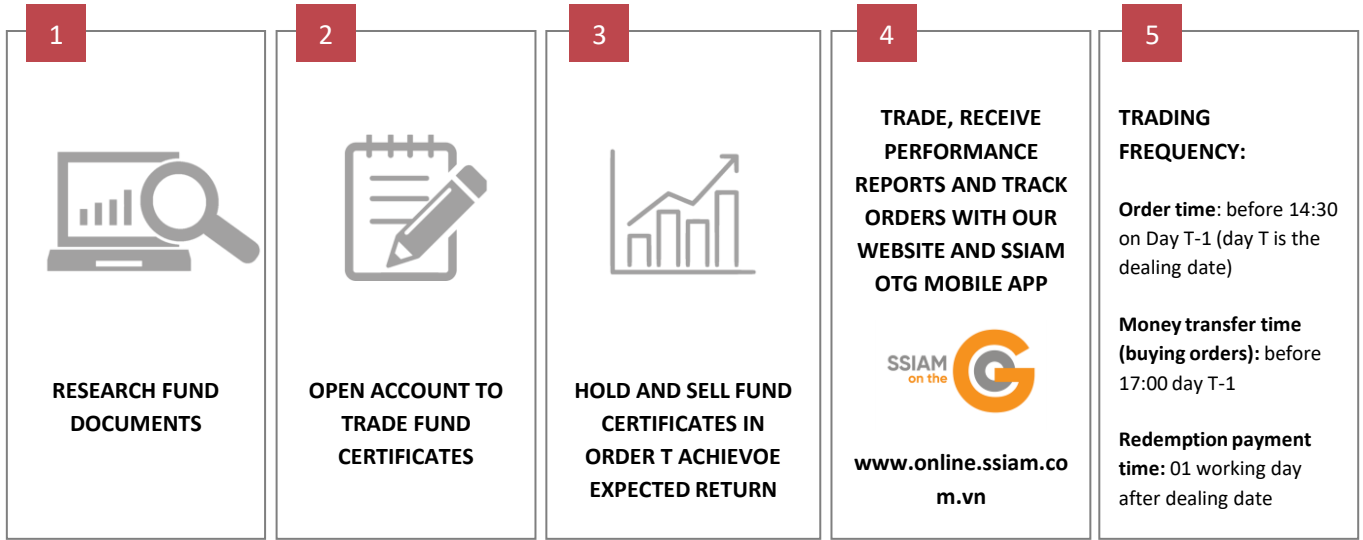 1
RESEARCH FUND
DOCUMENTS
2
OPEN ACCOUNT TO
TRADE FUND
CERTIFICATES
3
HOLD AND SELL FUND
CERTIFICATES IN
ORDER T ACHIEVOE
EXPECTED RETURN
4
TRADE, RECEIVE
PERFORMANCE
REPORTS AND TRACK
ORDERS WITH OUR
WEBSITE AND SSIAM
OTG MOBILE APP
SSIAM
on the
G
www.online.ssiam.co
m.vn
5
TRADING
FREQUENCY:
Order time: before 14:30
on Day T-1 (day T is the
dealing date)
Money transfer time
(buying orders): before
17:00 day T-1
Redemption payment
time: 01 working day
after dealing date